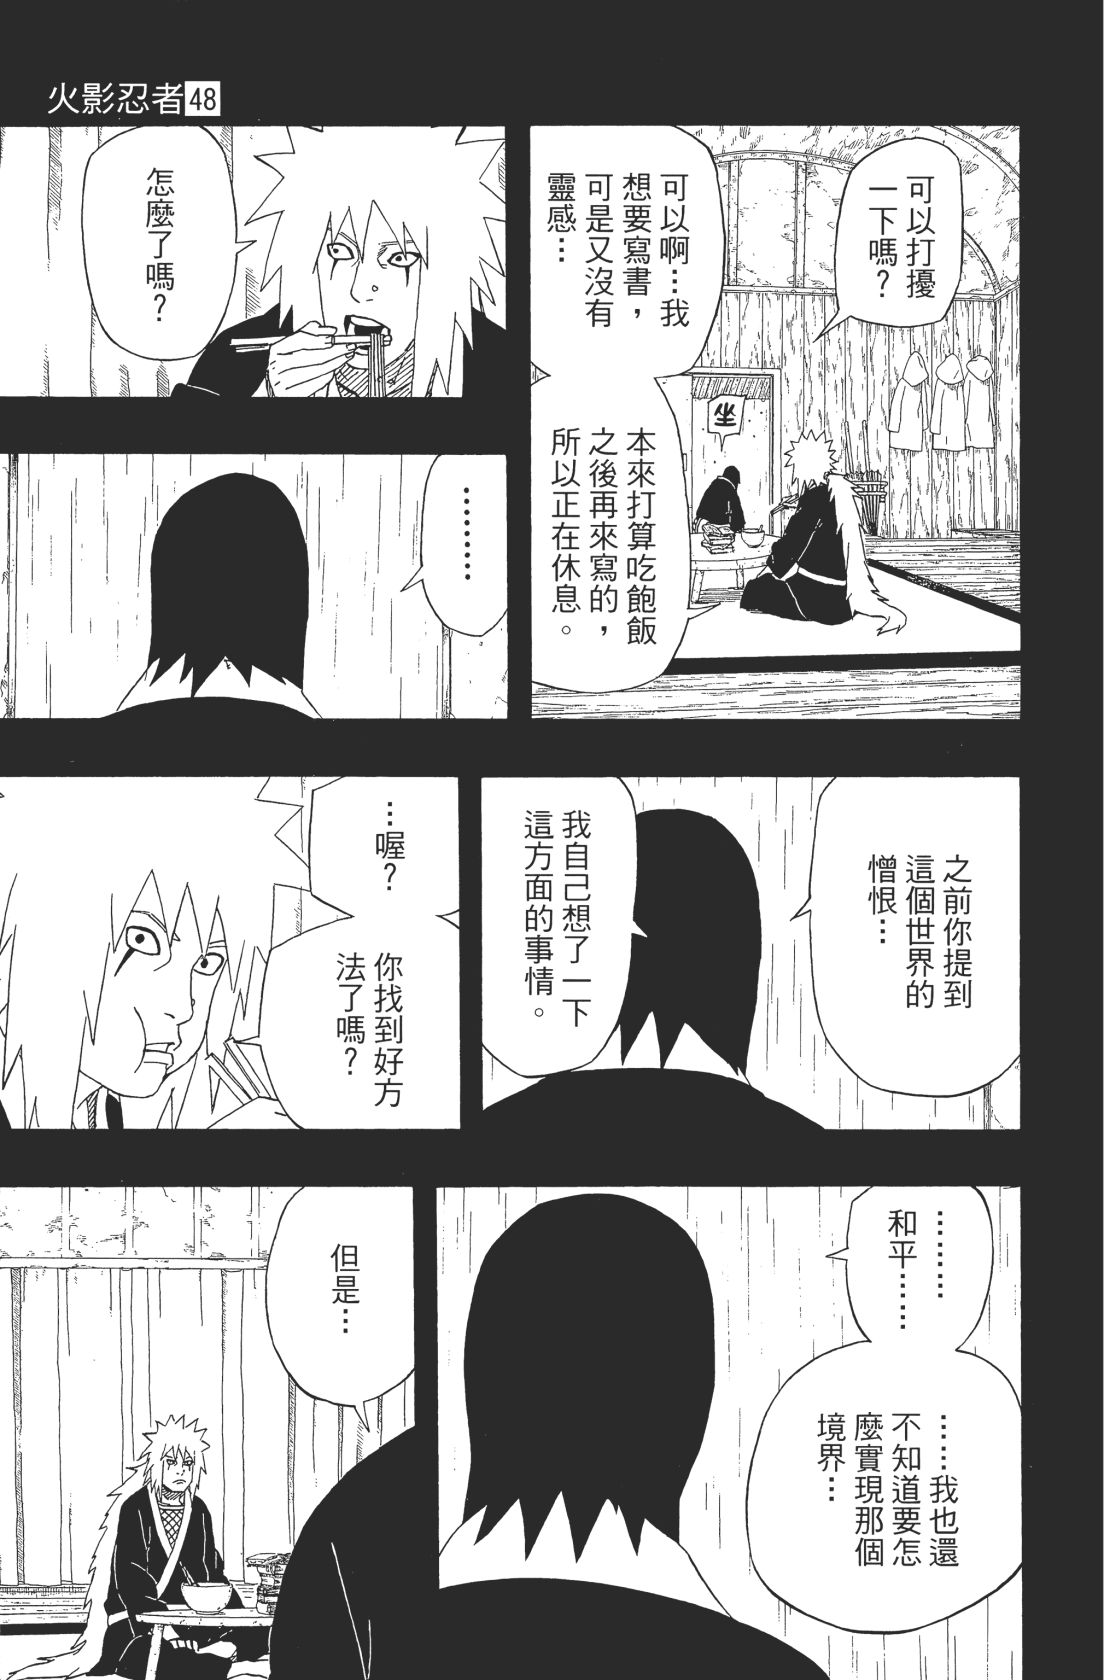 火影忍者48
可以打擾
一下嗎？
坐
可以啊…我
想要寫書，
可是又沒有
靈感…
本來打算吃飽飯
之後再來寫的，
所以正在休息。
怎麼了嗎？
………
之前你提到
這個世界的
憎恨…
我自己想了一下
這方面的事情。
…喔？
你找到好方
法了嗎？
………
和平……
……我也還
不知道要怎
麼實現那個
境界…
但是…